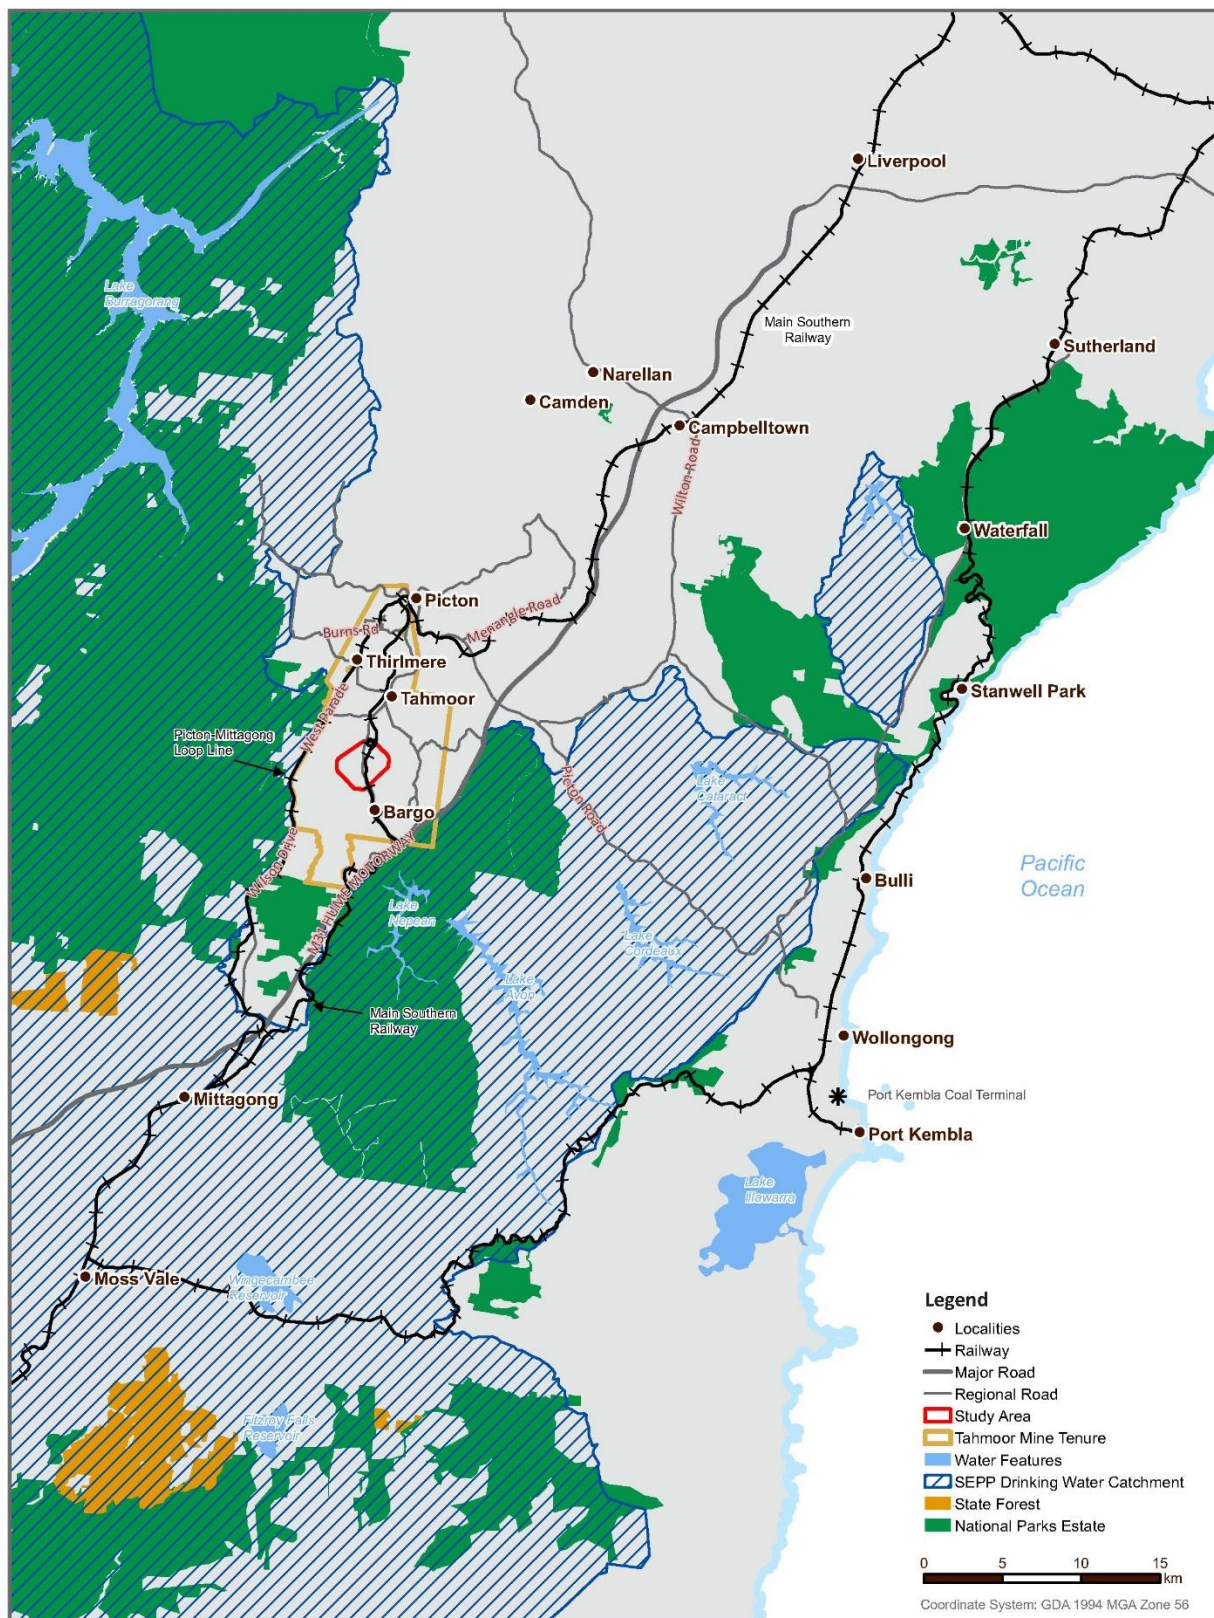 Liverpool
Lake
Burragorang
Main Southern
Railway
Sutherland
Narellan
Camden
Campbelltown
Wilton Road
Waterfall
Picton
Menangle Road
Burns Rd
Thirlmere
Tahmoor
Stanwell Park
West Parade
Picton-Mittagong
Loop Line
Lake
Cataract
Picton Road
Bargo
Wilson Drive
M31 HUME MOTORWAY
Pacific
Ocean
Bulli
Lake
Nepean
Lake
Cordeaux
Lake
Avon
Main Southern
Railway
Wollongong
Mittagong
Port Kembla Coal Terminal
Port Kembla
Lake
Illawarra
Moss Vale
Wingecarribee
Reservoir
Fitzroy Falls
Reservoir
Legend
Localities
Railway
Major Road
Regional Road
Study Area
Tahmoor Mine Tenure
Water Features
SEPP Drinking Water Catchment
State Forest
National Parks Estate
0 5 10 15
km
Coordinate System: GDA 1994 MGA Zone 56